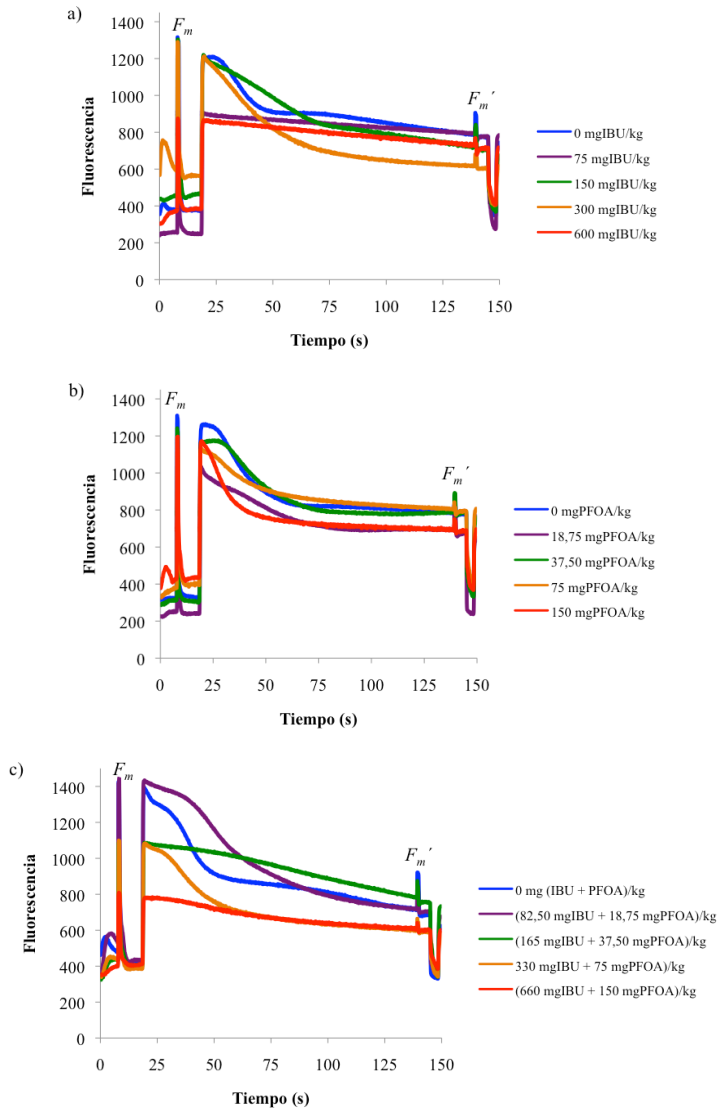 a)
Fm
1400
1200
1000
800
600
400
200
0
Fluorescencia
Fm´
0 25 50 75 100 125 150
Tiempo (s)
0 mgIBU/kg
75 mgIBU/kg
150 mgIBU/kg
300 mgIBU/kg
600 mgIBU/kg
b)
Fm
1400
1200
1000
800
600
400
200
0
Fluorescencia
Fm´
0 25 50 75 100 125 150
Tiempo (s)
0 mgPFOA/kg
18,75 mgPFOA/kg
37,50 mgPFOA/kg
75 mgPFOA/kg
150 mgPFOA/kg
c)
Fm
1400
1200
1000
800
600
400
200
0
Fluorescencia
Fm´
0 25 50 75 100 125 150
Tiempo (s)
0 mg (IBU + PFOA)/kg
(82,50 mgIBU + 18,75 mgPFOA)/kg
(165 mgIBU + 37,50 mgPFOA)/kg
330 mgIBU + 75 mgPFOA)/kg
(660 mgIBU + 150 mgPFOA)/kg